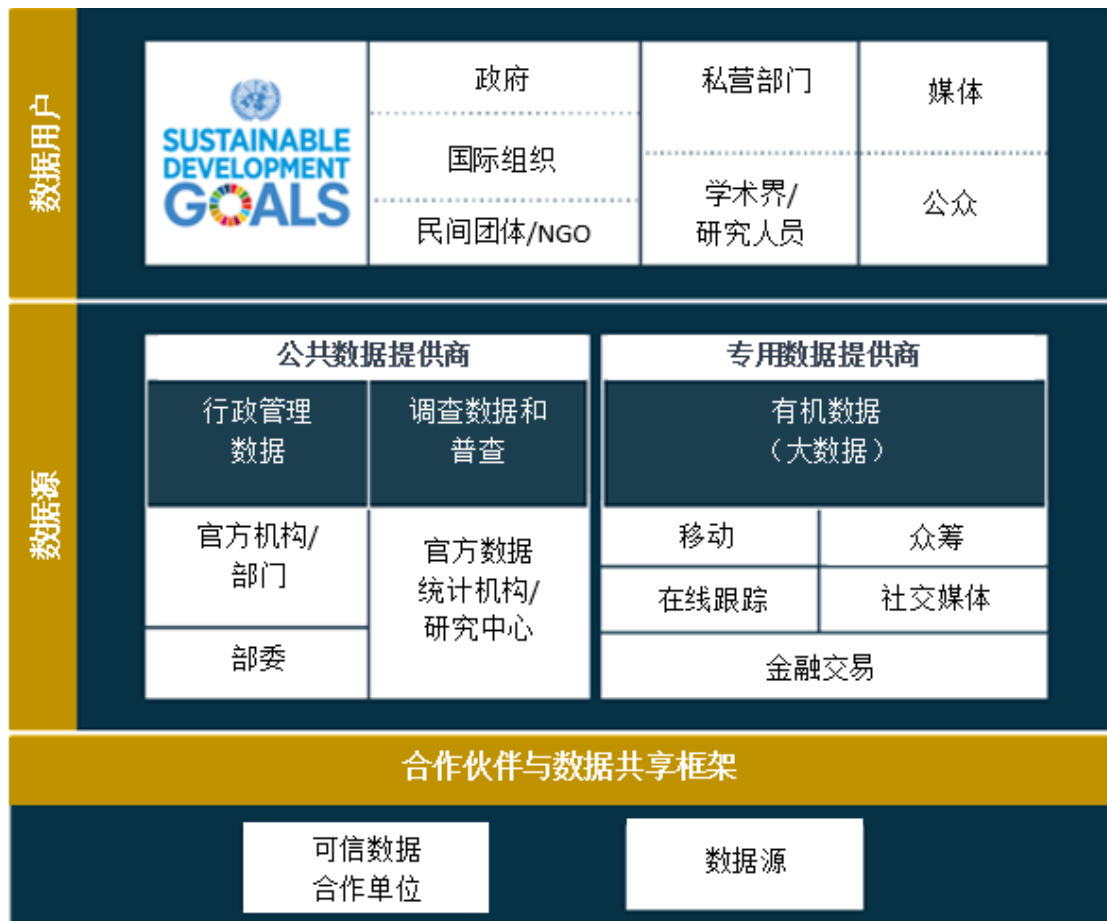 数据用户
SUSTAINABLE
DEVELOPMENT
GOALS
政府
国际组织
民间团体/NGO
私营部门
学术界/
研究人员
媒体
公众
数据源
公共数据提供商
行政管理
数据
调查数据和
普查
官方机构/
部门
部委
官方数据
统计机构/
研究中心
专用数据提供商
有机数据
（大数据）
移动
众筹
在线跟踪
社交媒体
金融交易
合作伙伴与数据共享框架
可信数据
合作单位
数据源